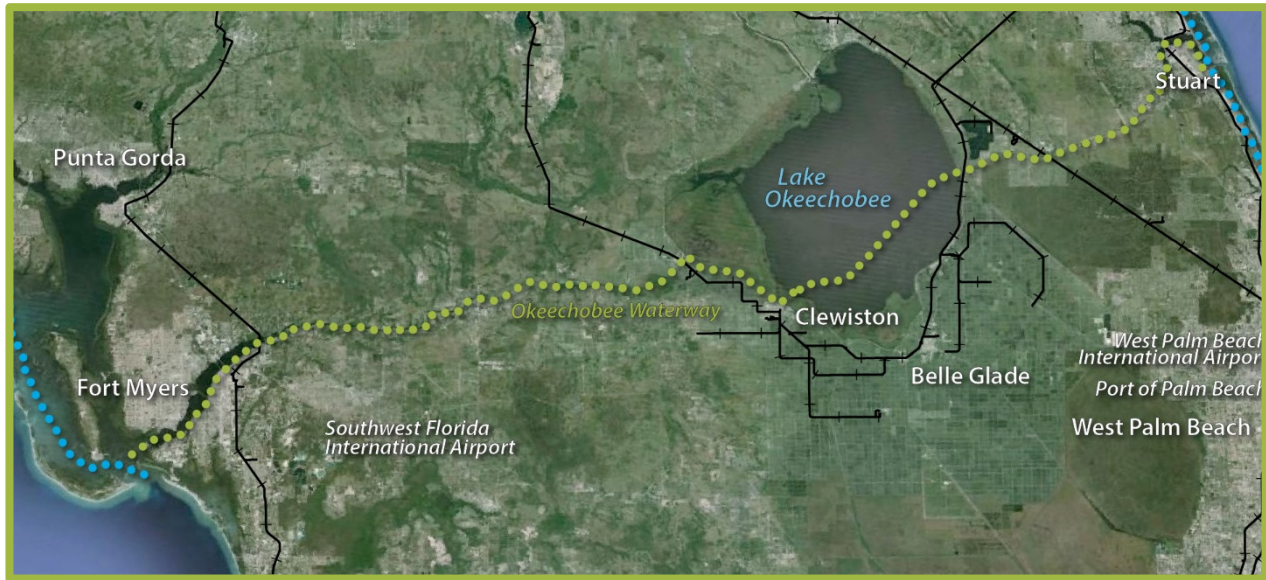 Stuart
Punta Gorda
Lake
Okeechobee
Okeechobee Waterway
Clewiston
West Palm Beach
International Airport
Belle Glade
Fort Myers
Port of Palm Beach
Southwest Florida
International Airport
West Palm Beach